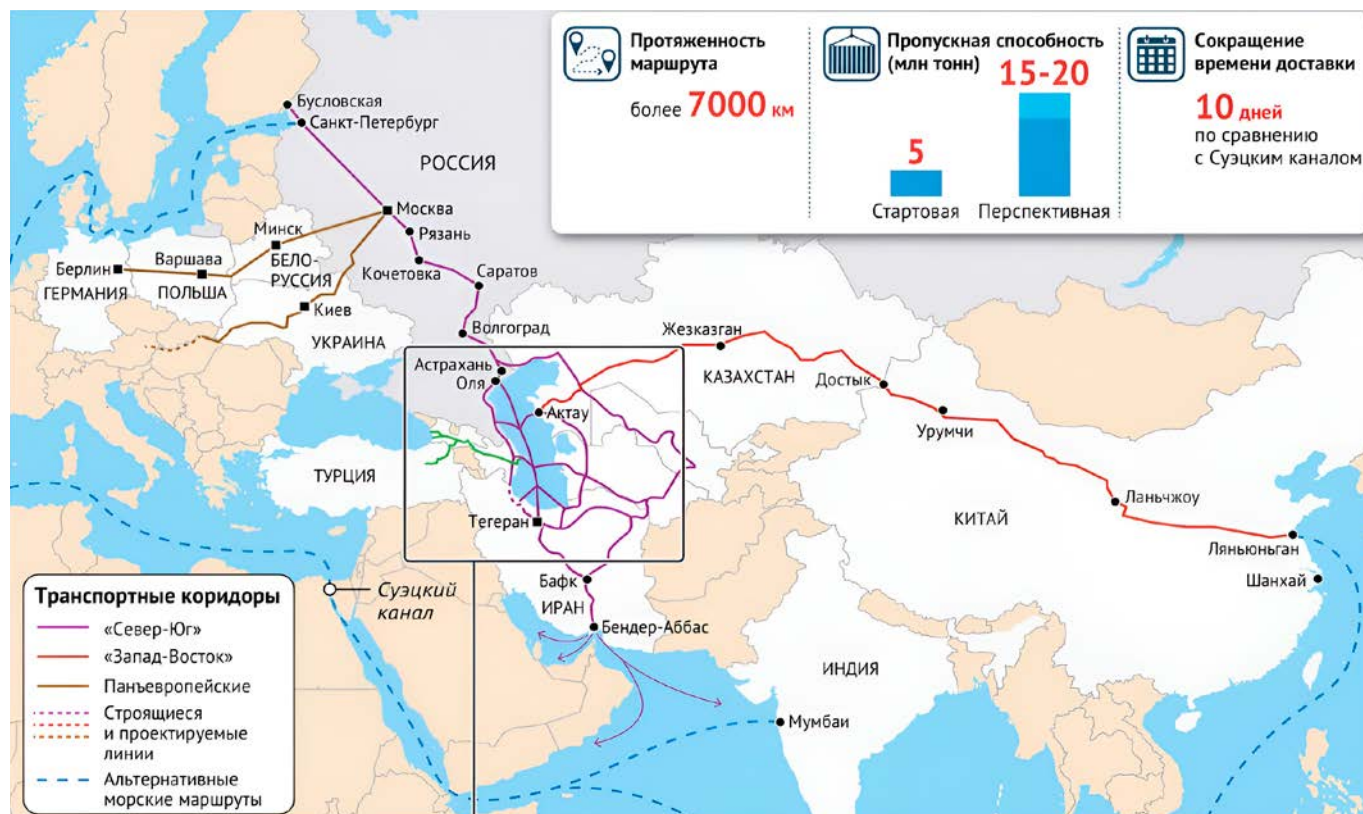 Протяженность
маршрута
более 7000 км
Пропускная способность
(млн тонн)
15-20
5
Стартовая
Перспективная
Сокращение
времени доставки
10 дней
по сравнению
с Суэцким каналом
Бусловская
Санкт-Петербург
РОССИЯ
Москва
Рязань
Минск
БЕЛО-
РУССИЯ
Варшава
Берлин
ГЕРМАНИЯ
ПОЛЬША
Кочетовка
Саратов
Киев
УКРАИНА
Волгоград
Жезказган
Астрахань
Оля
КАЗАХСТАН
Достык
Актау
Урумчи
ТУРЦИЯ
Тегеран
Ланьчжоу
КИТАЙ
Ляньюньган
Шанхай
Бафк
ИРАН
Бендер-Аббас
Суэцкий
канал
ИНДИЯ
Мумбаи
Транспортные коридоры
«Север-Юг»
«Запад-Восток»
Панъевропейские
Строящиеся
и проектируемые
линии
Альтернативные
морские маршруты